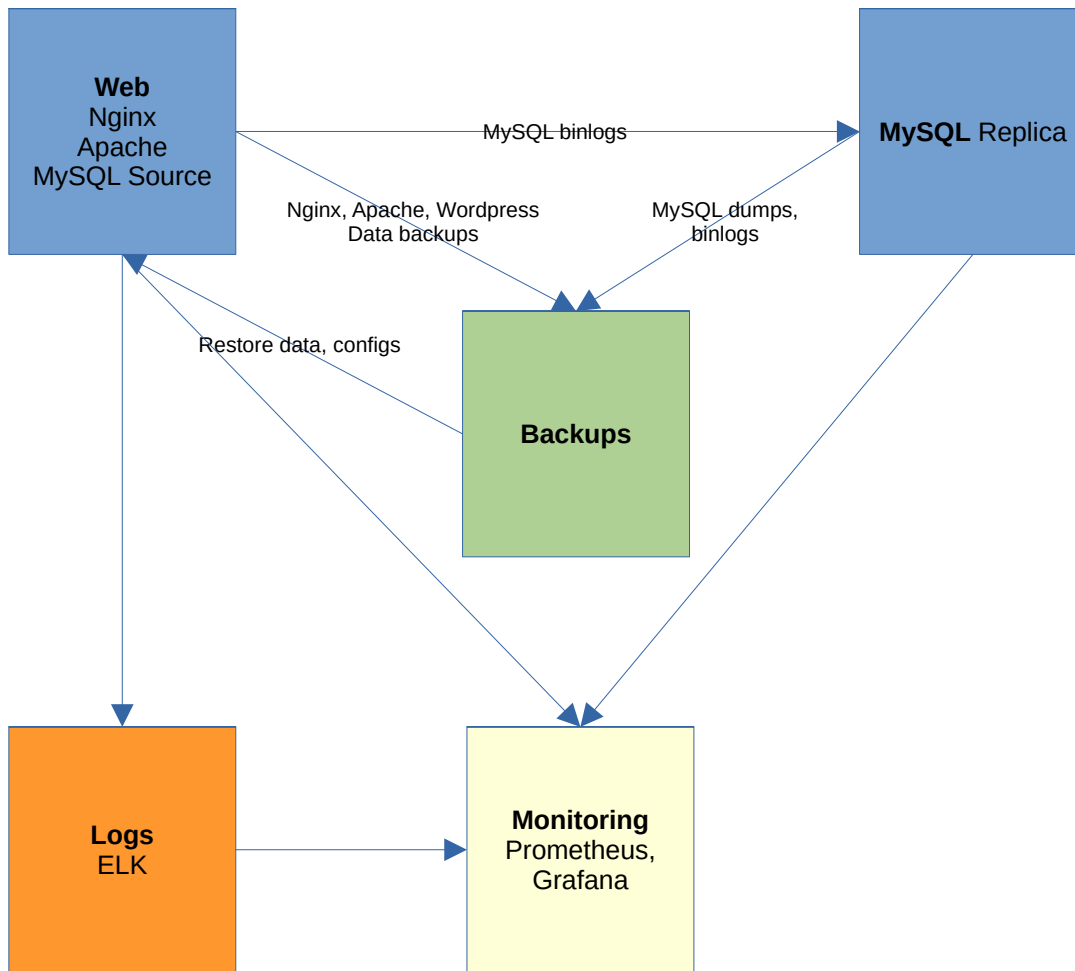 Web
Nginx
Apache
MySQL Source
MySQL binlogs
MySQL Replica
Nginx, Apache, Wordpress
Data backups
MySQL dumps,
binlogs
Restore data, configs
Backups
Logs
ELK
Monitoring
Prometheus,
Grafana